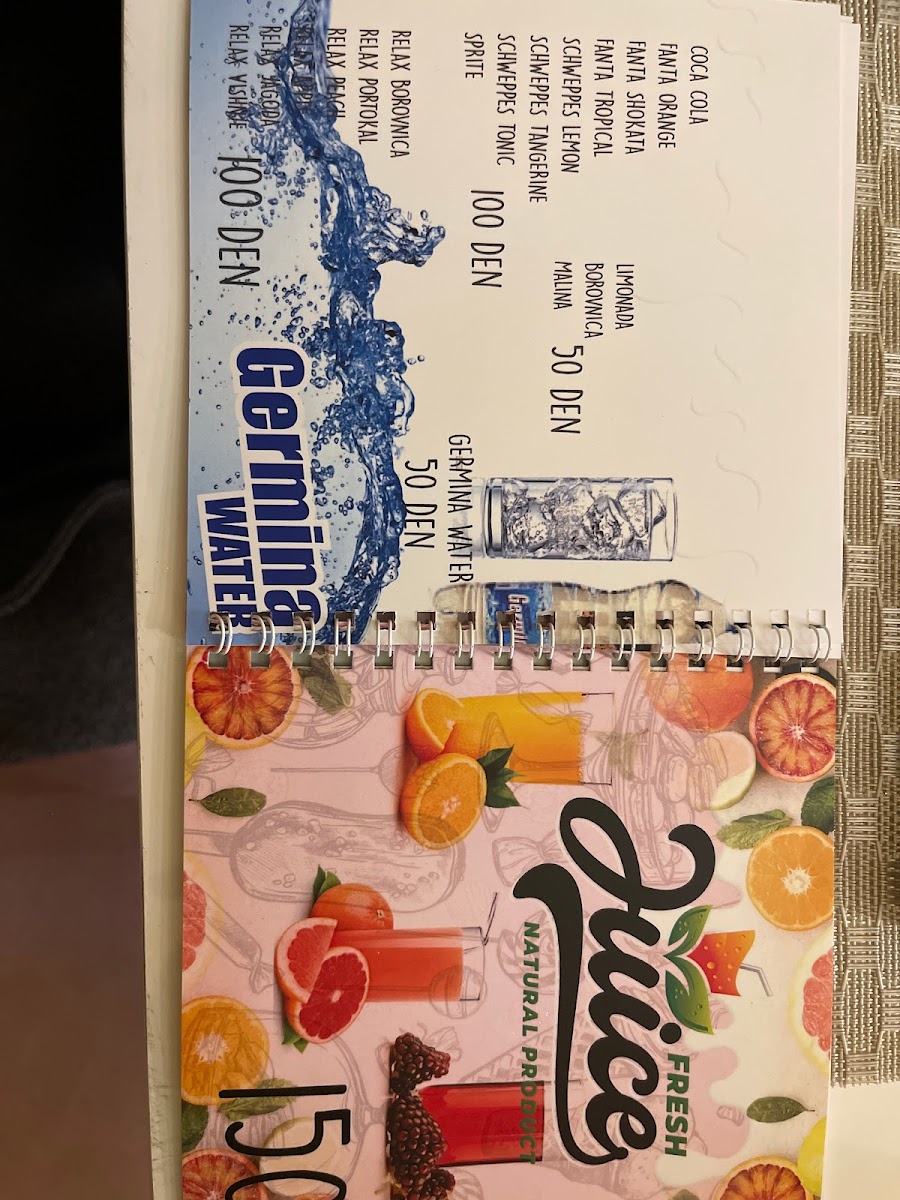 COCA COLA
FANTA ORANGE
FANTA SHOKATA
FANTA TROPICAL
SCHWEPPES LEMON
SCHWEPPES TANGERINE
SCHWEPPES TONIC
SPRITE
100 DEN
LIMONADA
BOROVNICA
MALINA
50 DEN
RELAX BOROVNICA
RELAX PORTOKAL
RELAX PEACH
RELAX
RELAX JAGODA
RELAX VISHNJE
100 DEN
GERMINA WATER
50 DEN
Germina
WATER
FRESH
Juice
NATURAL PRODUCT
150